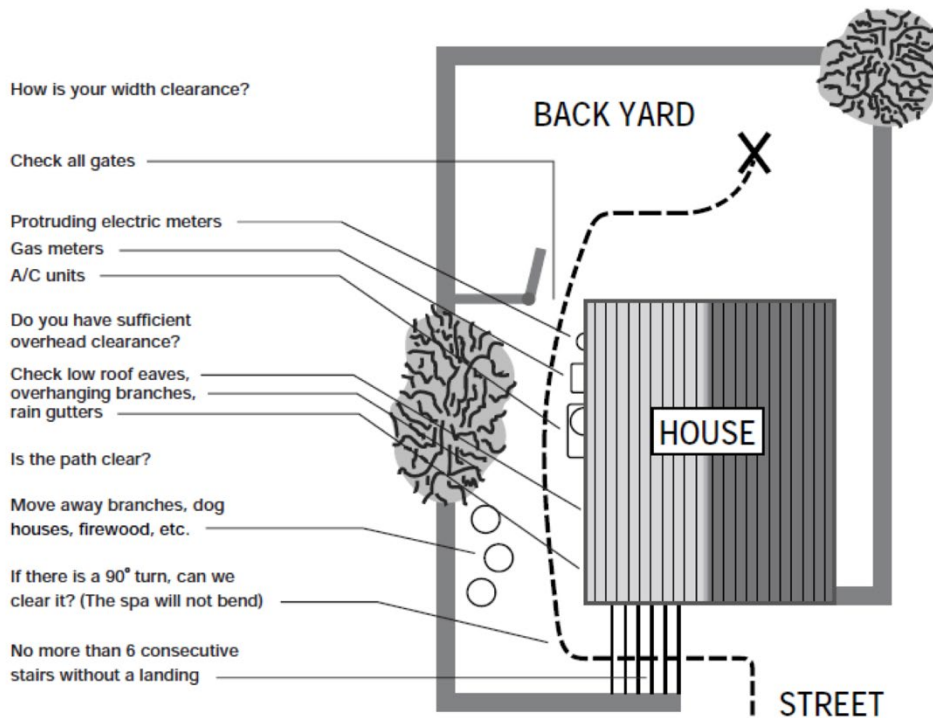 How is your width clearance?
BACK YARD
Check all gates
X
Protruding electric meters
Gas meters
A/C units
Do you have sufficient
overhead clearance?
Check low roof eaves,
overhanging branches,
rain gutters
HOUSE
Is the path clear?
Move away branches, dog
houses, firewood, etc.
If there is a 90° turn, can we
clear it? (The spa will not bend)
No more than 6 consecutive
stairs without a landing
STREET